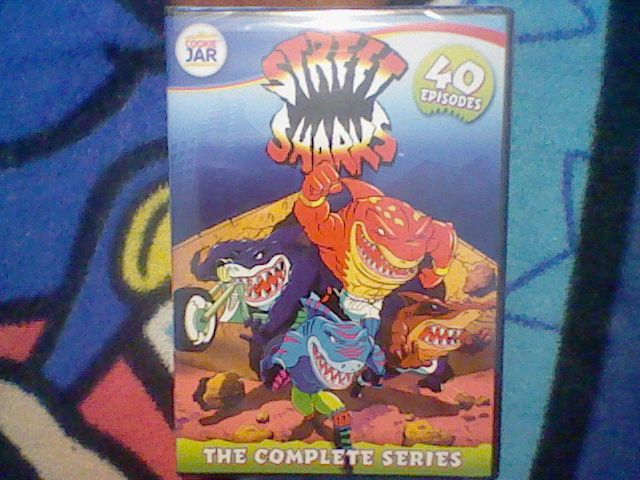 COOKIE
JAR
STREET
SHARKS
40
EPISODES
THE COMPLETE SERIES